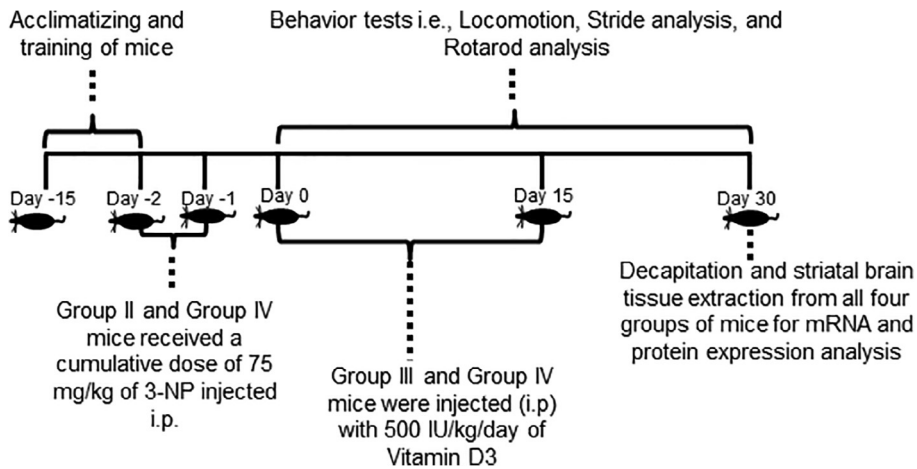 Acclimatizing and
training of mice
Behavior tests i.e., Locomotion, Stride analysis, and
Rotarod analysis
Day -15
Day -2
Day -1
Day 0
Day 15
Day 30
Group II and Group IV
mice received a
cumulative dose of 75
mg/kg of 3-NP injected
i.p.
Group III and Group IV
mice were injected (i.p)
with 500 IU/kg/day of
Vitamin D3
Decapitation and striatal brain
tissue extraction from all four
groups of mice for mRNA and
protein expression analysis